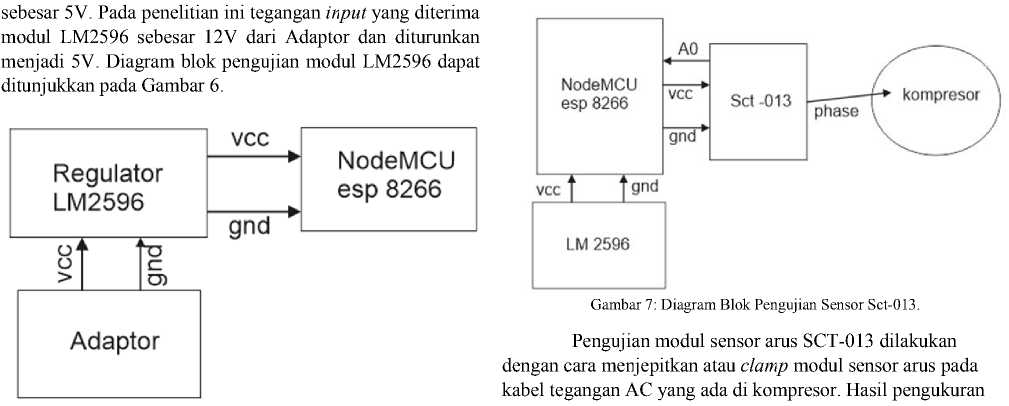 sebesar 5V. Pada penelitian ini tegangan input yang diterima
modul LM2596 sebesar 12V dari Adaptor dan diturunkan
menjadi 5V. Diagram blok pengujian modul LM2596 dapat
ditunjukkan pada Gambar 6.
Regulator
LM2596
vcc
gnd
NodeMCU
esp 8266
vcc
gnd
Adaptor
NodeMCU
esp 8266
A0
vcc
gnd
Sct -013
phase
kompresor
vcc
gnd
LM 2596
Gambar 7: Diagram Blok Pengujian Sensor Sct-013.
Pengujian modul sensor arus SCT-013 dilakukan
dengan cara menjepitkan atau clamp modul sensor arus pada
kabel tegangan AC yang ada di kompresor. Hasil pengukuran